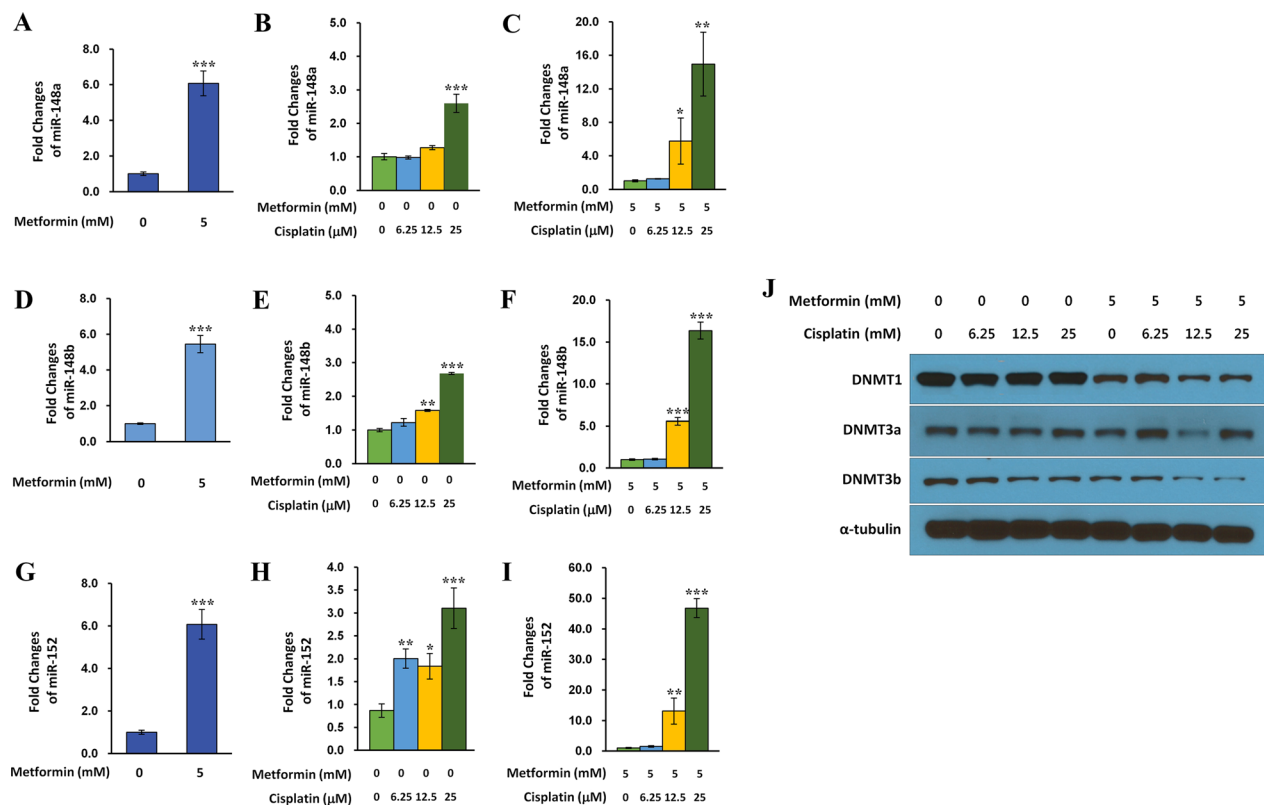 A
Fold Changes
of miR-148a
8.0
6.0
4.0
2.0
0.0
***
Metformin (mM)
0 5
B
Fold Changes
of miR-148a
5.0
4.0
3.0
2.0
1.0
0.0
***
Metformin (mM) 0 0 0 0
Cisplatin (μM) 0 6.25 12.5 25
C
Fold Changes
of miR-148a
20.0
16.0
12.0
8.0
4.0
0.0
* **
Metformin (mM) 5 5 5 5
Cisplatin (μM) 0 6.25 12.5 25
D
Fold Changes
of miR-148b
8.0
6.0
4.0
2.0
0.0
***
Metformin (mM)
0 5
E
Fold Changes
of miR-148b
5.0
4.0
3.0
2.0
1.0
0.0
** ***
Metformin (mM) 0 0 0 0
Cisplatin (μM) 0 6.25 12.5 25
F
Fold Changes
of miR-148b
20.0
15.0
10.0
5.0
0.0
*** ***
Metformin (mM) 5 5 5 5
Cisplatin (μM) 0 6.25 12.5 25
G
Fold Changes
of miR-152
8.0
6.0
4.0
2.0
0.0
***
Metformin (mM) 0 5
H
Fold Changes
of miR-152
4.0
3.5
3.0
2.5
2.0
1.5
1.0
0.5
0.0
** * ***
Metformin (mM) 0 0 0 0
Cisplatin (μM) 0 6.25 12.5 25
I
Fold Changes
of miR-152
60.0
50.0
40.0
30.0
20.0
10.0
0.0
** ***
Metformin (mM) 5 5 5 5
Cisplatin (μM) 0 6.25 12.5 25
J
Metformin (mM) 0 0 0 0 5 5 5 5
Cisplatin (mM) 0 6.25 12.5 25 0 6.25 12.5 25
DNMT1
DNMT3a
DNMT3b
α-tubulin